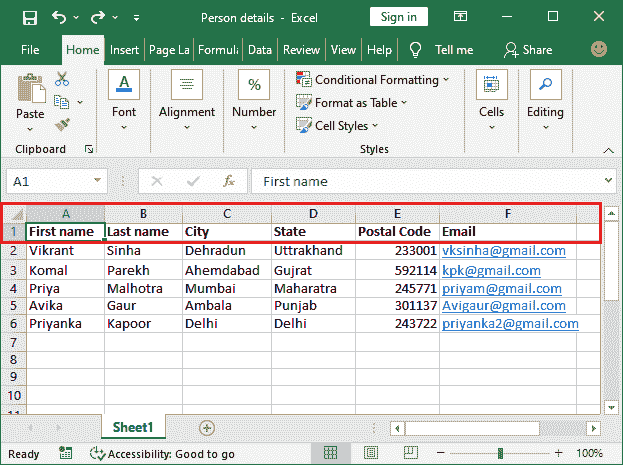 Person details - Excel Sign in
File Home Insert Page La Formula Data Review View Help Tell me Share
Paste Font Alignment Number Conditional Formatting Cells Editing
Format as Table
Cell Styles
Clipboard Styles
A1 fx First name
A B C D E F
1 First name Last name City State Postal Code Email
2 Vikrant Sinha Dehradun Uttrakhand 233001 vksinha@gmail.com
3 Komal Parekh Ahemdabad Gujrat 592114 kpk@gmail.com
4 Priya Malhotra Mumbai Maharatra 245771 priyam@gmail.com
5 Avika Gaur Ambala Punjab 301137 Avigaur@gmail.com
6 Priyanka Kapoor Delhi Delhi 243722 priyanka2@gmail.com
7
8
9
10
Sheet1
Ready Accessibility: Good to go 100%